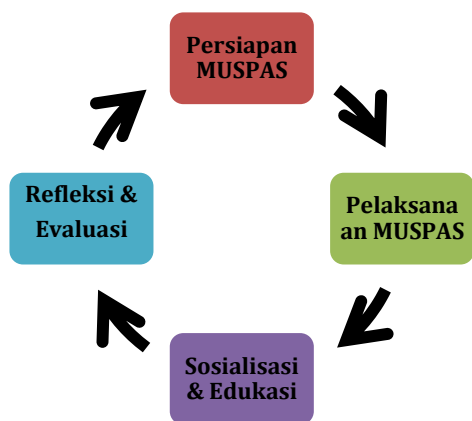 Persiapan
MUSPAS
Pelaksana
an MUSPAS
Sosialisasi
& Edukasi
Refleksi &
Evaluasi